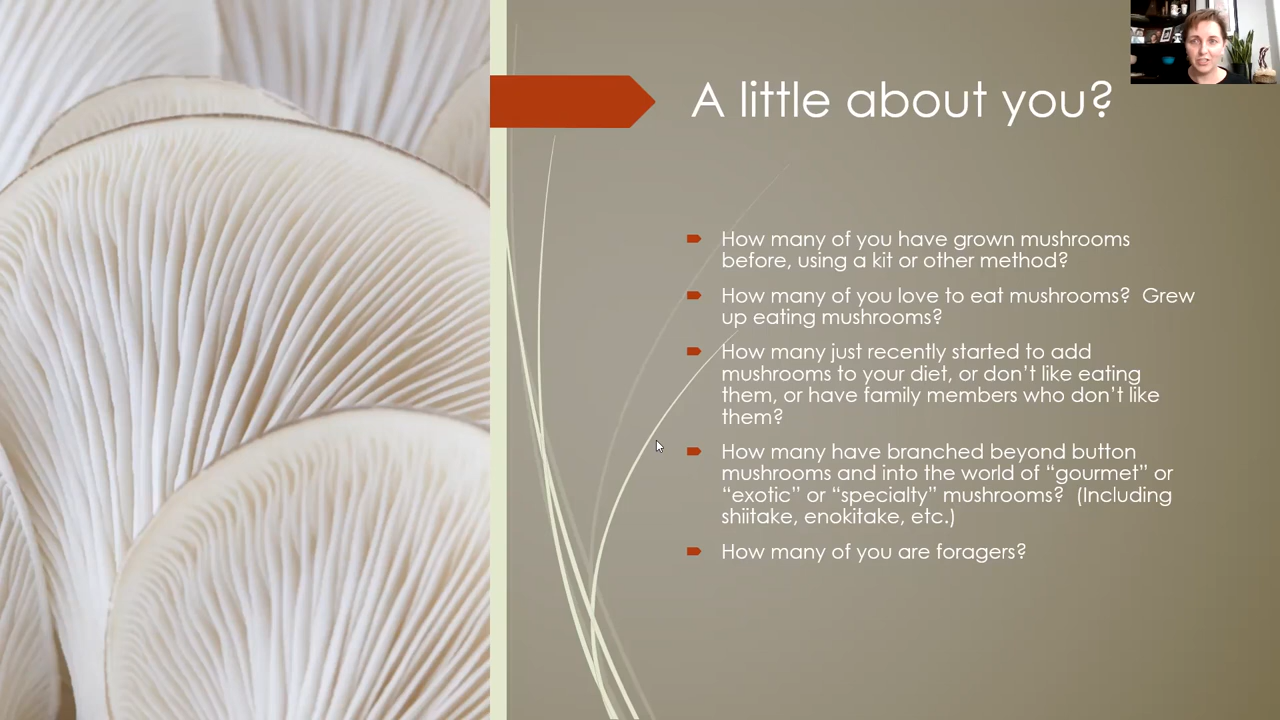 A little about you?
How many of you have grown mushrooms
before, using a kit or other method?
How many of you love to eat mushrooms?  Grew
up eating mushrooms?
How many just recently started to add
mushrooms to your diet, or don’t like eating
them, or have family members who don’t like
them?
How many have branched beyond button
mushrooms and into the world of “gourmet” or
“exotic” or “specialty” mushrooms?  (Including
shiitake, enokitake, etc.)
How many of you are foragers?